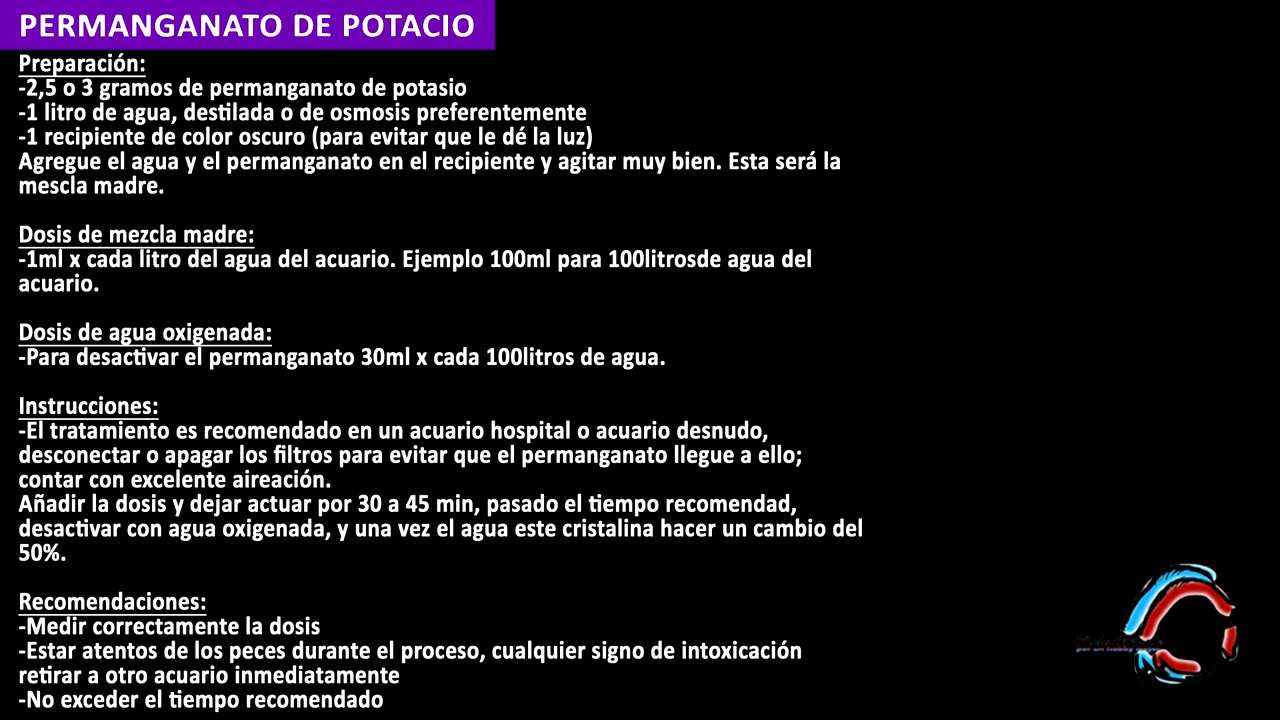 PERMANGANATO DE POTACIO
Preparación:
-2,5 o 3 gramos de permanganato de potasio
-1 litro de agua, destilada o de osmosis preferentemente
-1 recipiente de color oscuro (para evitar que le dé la luz)
Agregue el agua y el permanganato en el recipiente y agitar muy bien. Esta será la
mescla madre.
Dosis de mezcla madre:
-1ml x cada litro del agua del acuario. Ejemplo 100ml para 100litrosde agua del
acuario.
Dosis de agua oxigenada:
-Para desactivar el permanganato 30ml x cada 100litros de agua.
Instrucciones:
-El tratamiento es recomendado en un acuario hospital o acuario desnudo,
desconectar o apagar los filtros para evitar que el permanganato llegue a ello;
contar con excelente aireación.
Añadir la dosis y dejar actuar por 30 a 45 min, pasado el tiempo recomendad,
desactivar con agua oxigenada, y una vez el agua este cristalina hacer un cambio del
50%.
Recomendaciones:
-Medir correctamente la dosis
-Estar atentos de los peces durante el proceso, cualquier signo de intoxicación
retirar a otro acuario inmediatamente
-No exceder el tiempo recomendado